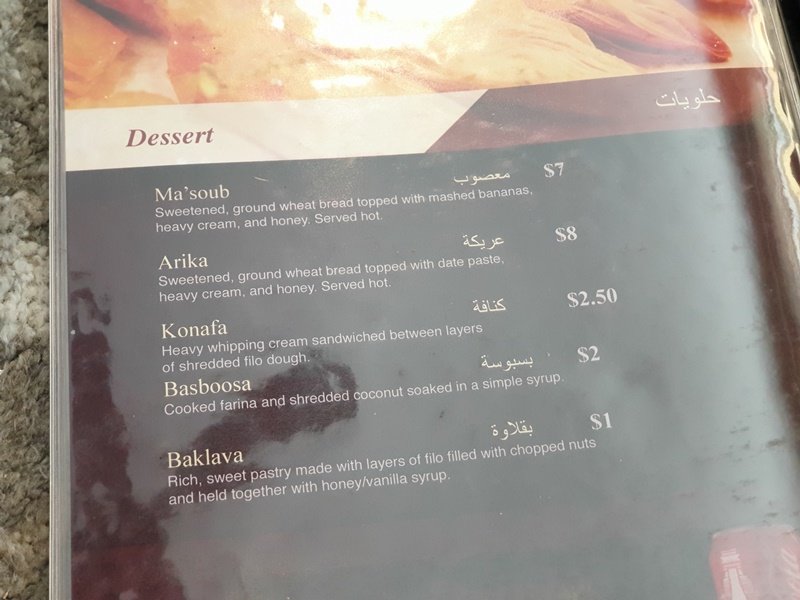 Dessert حلويات
Ma'soub معصوب $7
Sweetened, ground wheat bread topped with mashed bananas,
heavy cream, and honey. Served hot.
Arika عريكة $8
Sweetened, ground wheat bread topped with date paste,
heavy cream, and honey. Served hot.
Konafa كنافة $2.50
Heavy whipping cream sandwiched between layers
of shredded filo dough.
Basboosa بسبوسة $2
Cooked farina and shredded coconut soaked in a simple syrup.
Baklava بقلاوة $1
Rich, sweet pastry made with layers of filo filled with chopped nuts
and held together with honey/vanilla syrup.